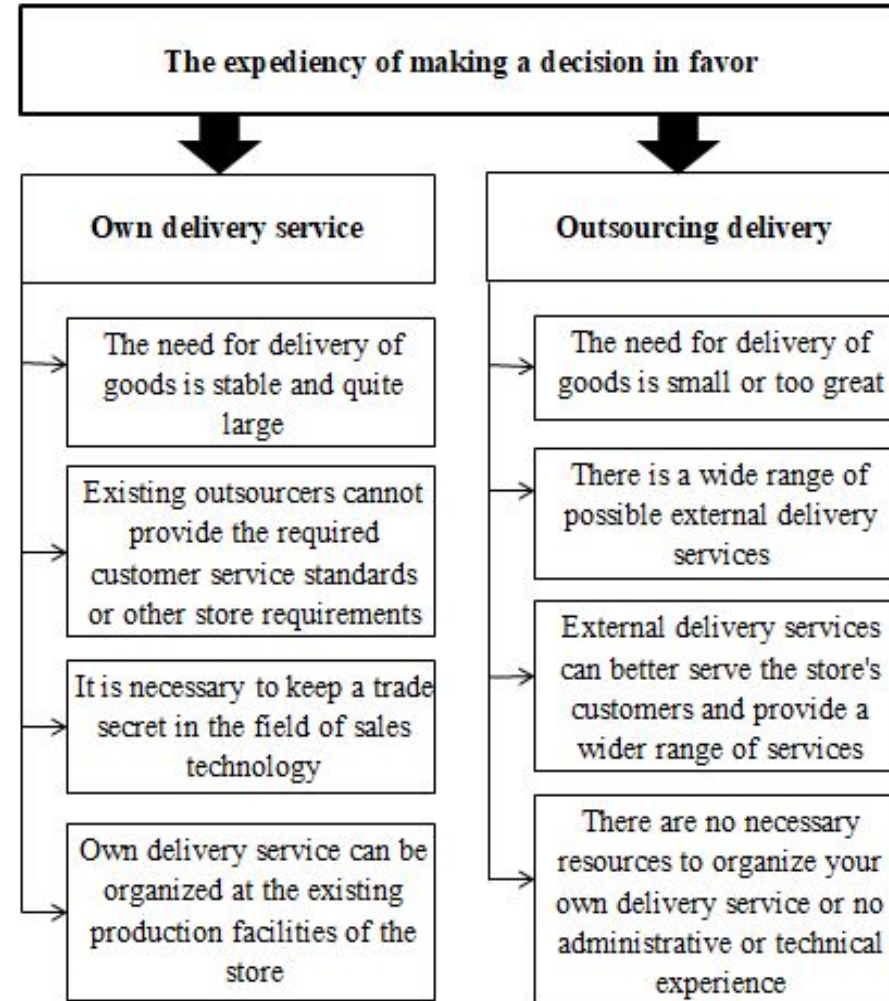 The expediency of making a decision in favor
Own delivery service
The need for delivery of
goods is stable and quite
large
Existing outsourcers cannot
provide the required
customer service standards
or other store requirements
It is necessary to keep a trade
secret in the field of sales
technology
Own delivery service can be
organized at the existing
production facilities of the
store
Outsourcing delivery
The need for delivery of
goods is small or too great
There is a wide range of
possible external delivery
services
External delivery services
can better serve the store's
customers and provide a
wider range of services
There are no necessary
resources to organize your
own delivery service or no
administrative or technical
experience